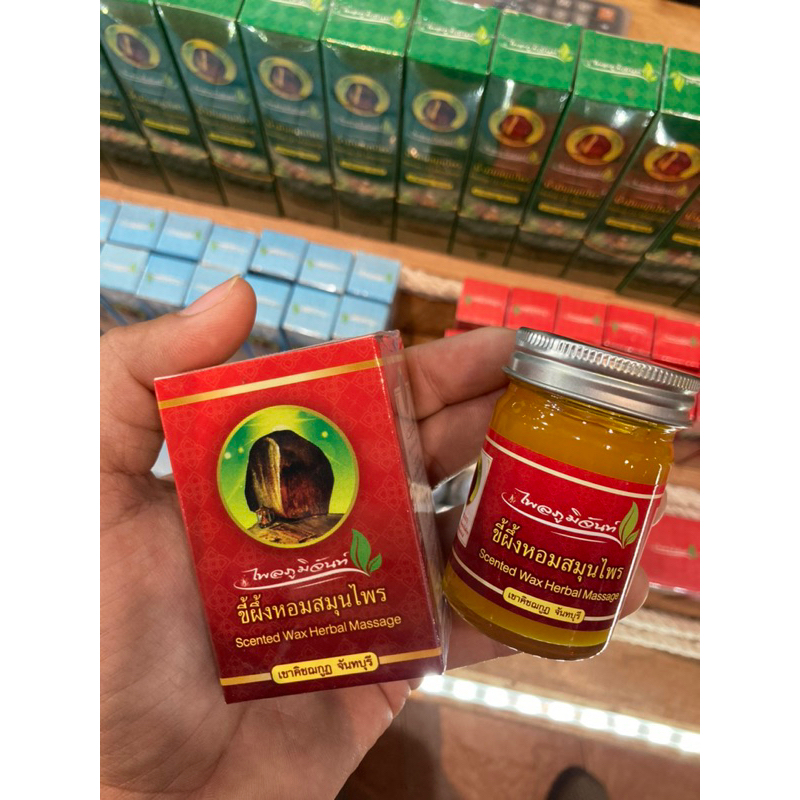 ไพลภูมิจันท์
ขี้ผึ้งหอมสมุนไพร
Scented Wax Herbal Massage
เขาคิชฌกูฏ จันทบุรี
ไพลภูมิจันท์
ขี้ผึ้งหอมสมุนไพร
Scented Wax Herbal Massage
เขาคิชฌกูฏ จันทบุรี